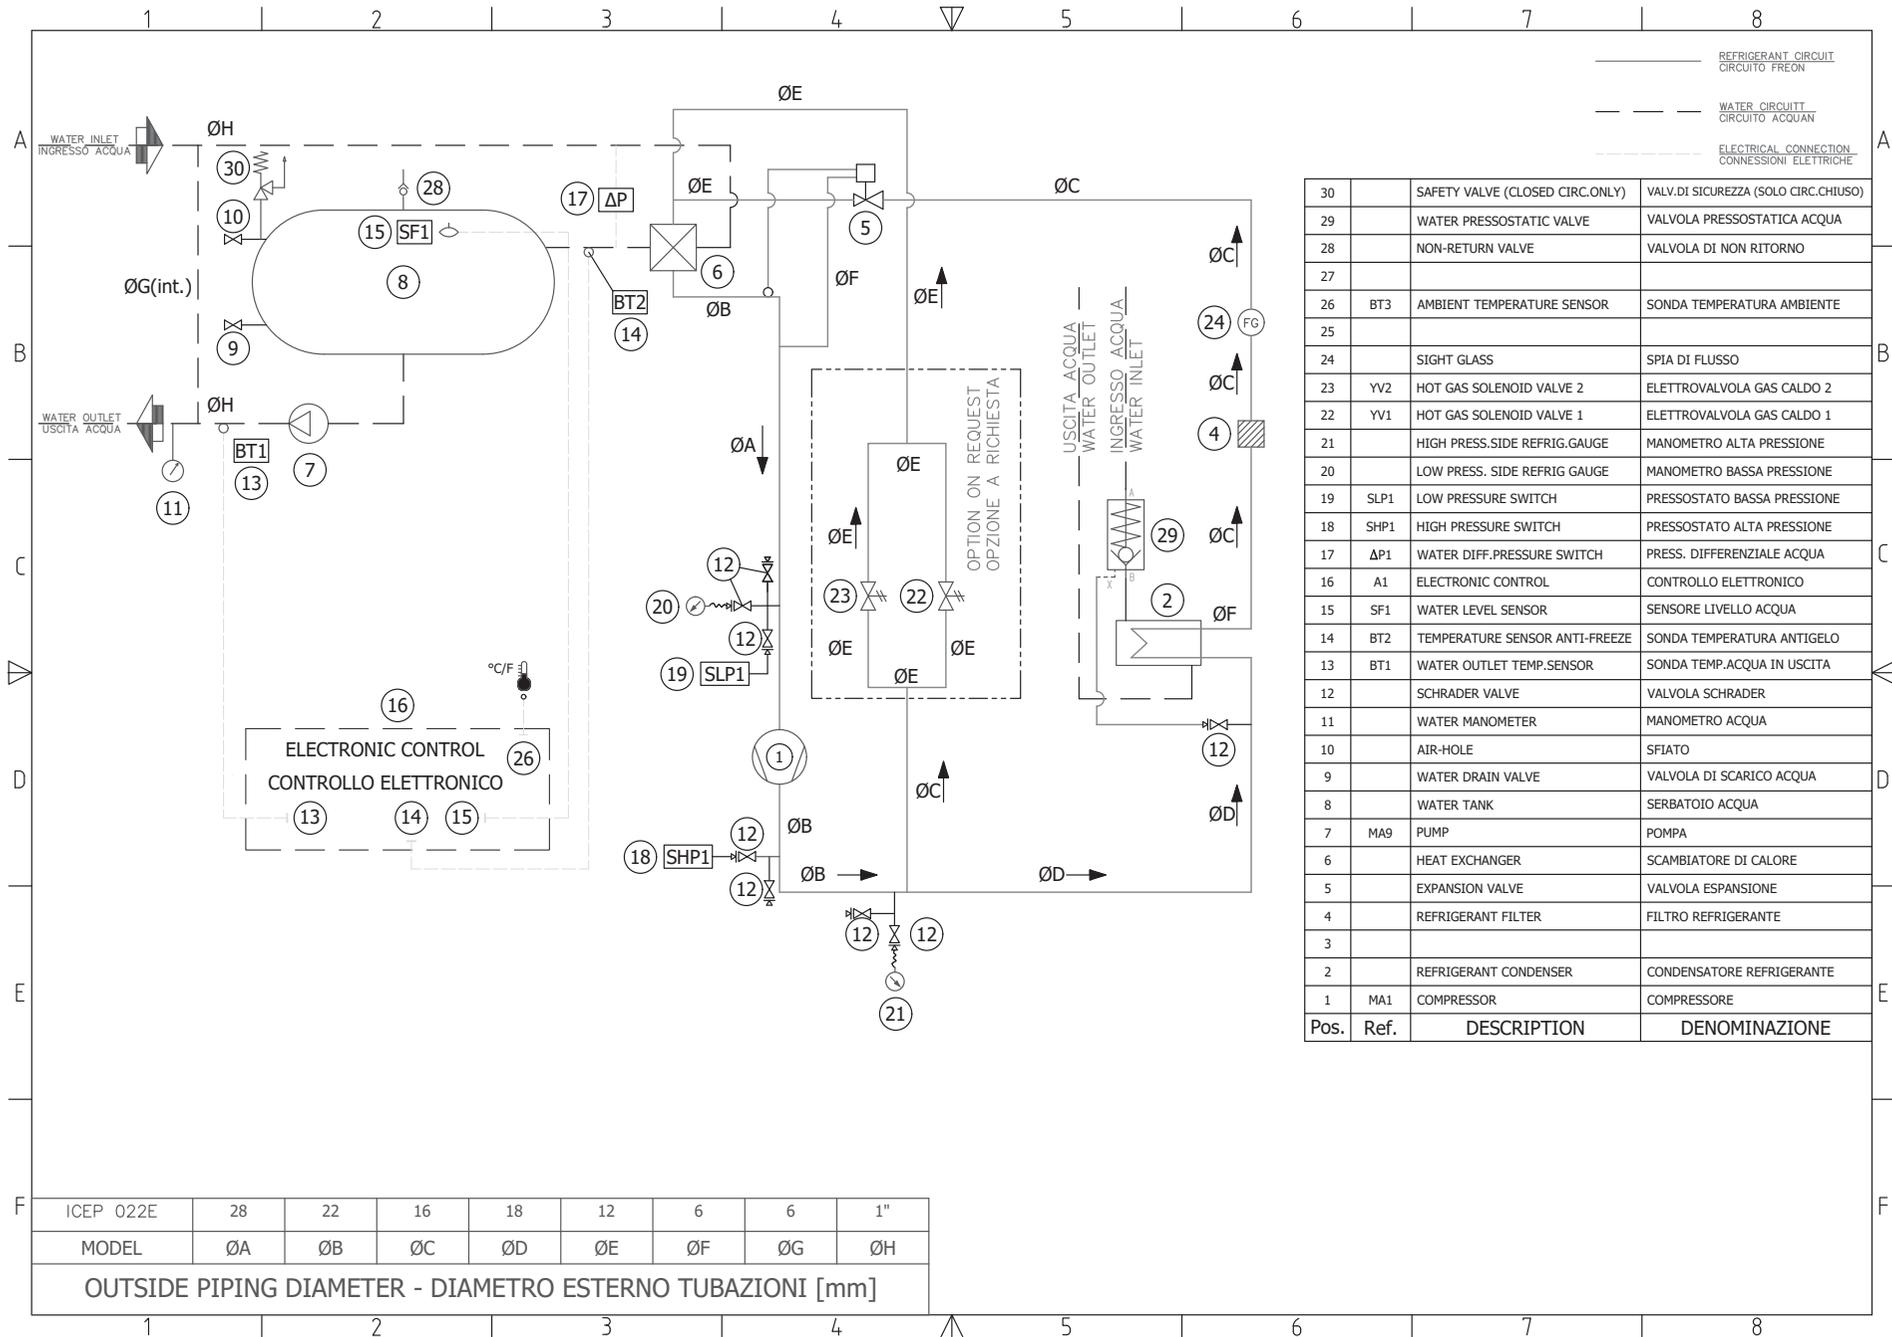 1 2 3 4 5 6 7 8
REFRIGERANT CIRCUIT
CIRCUITO FREON
WATER CIRCUITT
CIRCUITO ACQUAN
ELECTRICAL CONNECTION
CONNESSIONI ELETTRICHE
A
A
ØE
ØH
WATER INLET
INGRESSO ACQUA
30
28
17 ΔP
ØE
ØC
10
15 SF1
5
ØC
6
8
ØG(int.)
ØF
ØE
BT2
ØB
14
24 FG
9
B
B
USCITA ACQUA
WATER OUTLET
INGRESSO ACQUA
WATER INLET
ØC
OPTION ON REQUEST
OPZIONE A RICHIESTA
ØH
WATER OUTLET
USCITA ACQUA
4
ØA
BT1
7
13
ØE
11
A
ØC
29
ØE
C
C
12
B
X
20
23
22
2
ØF
12
ØE
ØE
19 SLP1
ØE
°C/F
16
ELECTRONIC CONTROL
26
CONTROLLO ELETTRONICO
1
12
D
D
ØC
ØD
13
14
15
ØB
12
18 SHP1
ØB
ØD
12
12
12
21
E
E
30 SAFETY VALVE (CLOSED CIRC.ONLY) VALV.DI SICUREZZA (SOLO CIRC.CHIUSO)
29 WATER PRESSOSTATIC VALVE VALVOLA PRESSOSTATICA ACQUA
28 NON-RETURN VALVE VALVOLA DI NON RITORNO
27
26 BT3 AMBIENT TEMPERATURE SENSOR SONDA TEMPERATURA AMBIENTE
25
24 SIGHT GLASS SPIA DI FLUSSO
23 YV2 HOT GAS SOLENOID VALVE 2 ELETTROVALVOLA GAS CALDO 2
22 YV1 HOT GAS SOLENOID VALVE 1 ELETTROVALVOLA GAS CALDO 1
21 HIGH PRESS.SIDE REFRIG.GAUGE MANOMETRO ALTA PRESSIONE
20 LOW PRESS. SIDE REFRIG GAUGE MANOMETRO BASSA PRESSIONE
19 SLP1 LOW PRESSURE SWITCH PRESSOSTATO BASSA PRESSIONE
18 SHP1 HIGH PRESSURE SWITCH PRESSOSTATO ALTA PRESSIONE
17 ΔP1 WATER DIFF.PRESSURE SWITCH PRESS. DIFFERENZIALE ACQUA
16 A1 ELECTRONIC CONTROL CONTROLLO ELETTRONICO
15 SF1 WATER LEVEL SENSOR SENSORE LIVELLO ACQUA
14 BT2 TEMPERATURE SENSOR ANTI-FREEZE SONDA TEMPERATURA ANTIGELO
13 BT1 WATER OUTLET TEMP.SENSOR SONDA TEMP.ACQUA IN USCITA
12 SCHRADER VALVE VALVOLA SCHRADER
11 WATER MANOMETER MANOMETRO ACQUA
10 AIR-HOLE SFIATO
9 WATER DRAIN VALVE VALVOLA DI SCARICO ACQUA
8 WATER TANK SERBATOIO ACQUA
7 MA9 PUMP POMPA
6 HEAT EXCHANGER SCAMBIATORE DI CALORE
5 EXPANSION VALVE VALVOLA ESPANSIONE
4 REFRIGERANT FILTER FILTRO REFRIGERANTE
3
2 REFRIGERANT CONDENSER CONDENSATORE REFRIGERANTE
1 MA1 COMPRESSOR COMPRESSORE
Pos. Ref. DESCRIPTION DENOMINAZIONE
F
F
ICEP 022E 28 22 16 18 12 6 6 1"
MODEL ØA ØB ØC ØD ØE ØF ØG ØH
OUTSIDE PIPING DIAMETER - DIAMETRO ESTERNO TUBAZIONI [mm]
1 2 3 4 5 6 7 8